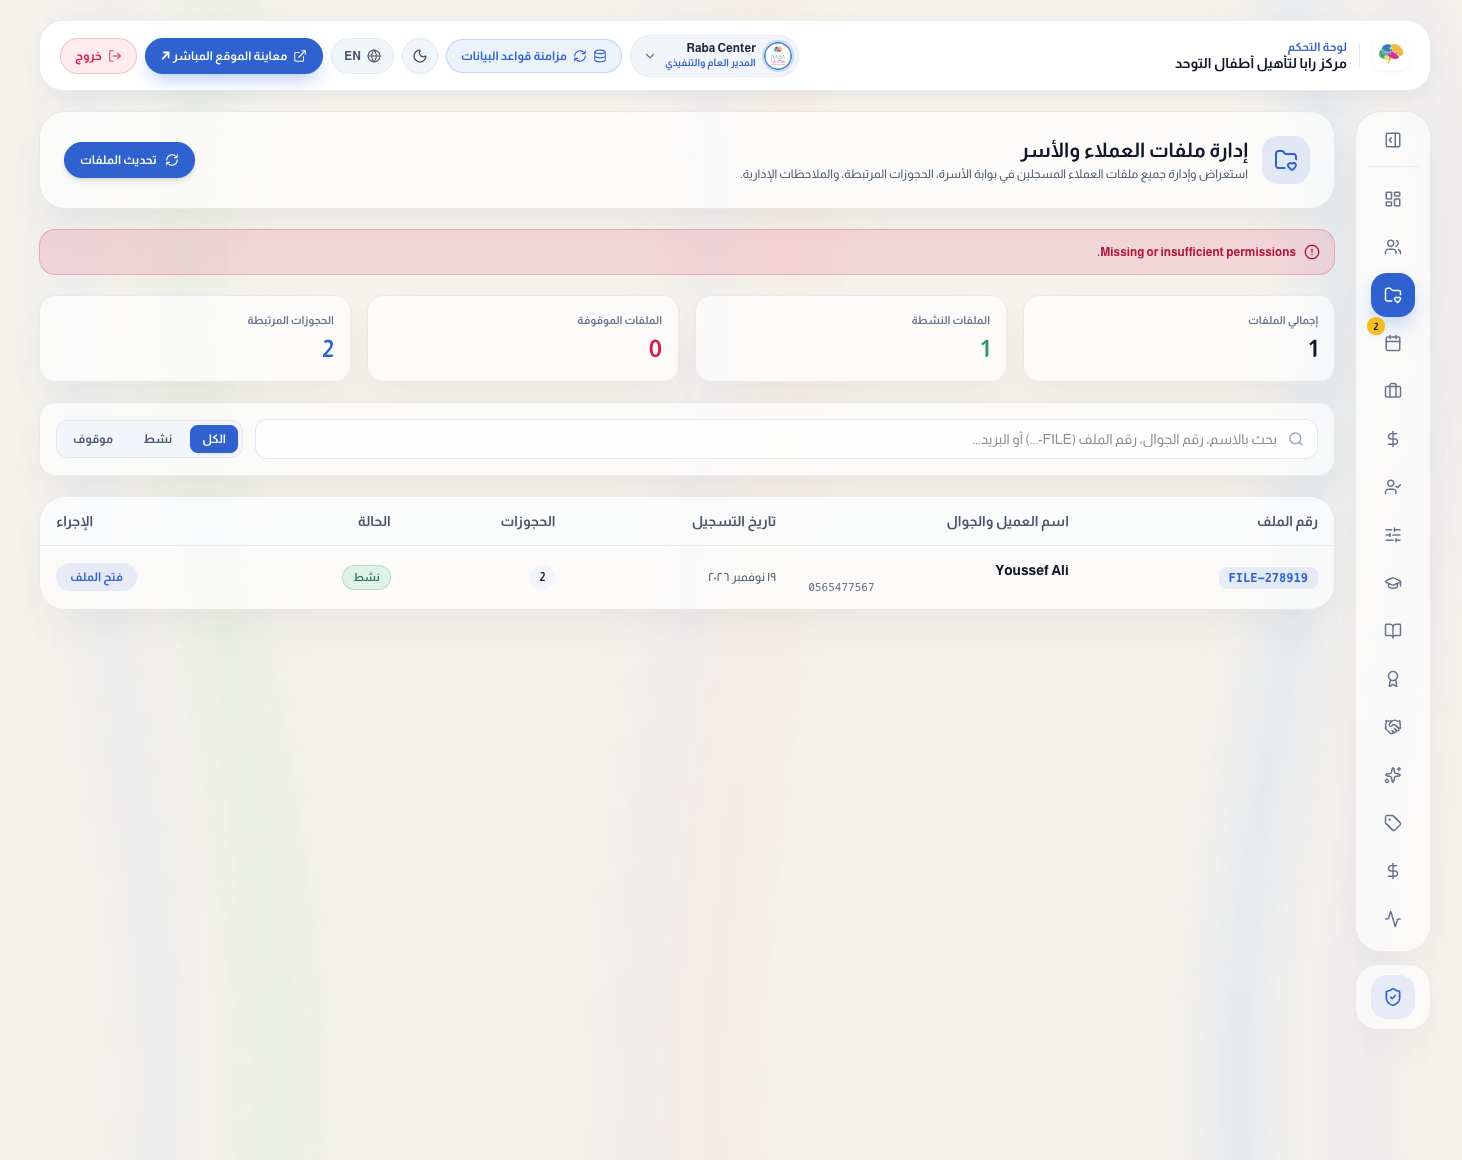 لوحة التحكم
مركز رابا لتأهيل أطفال التوحد
Raba Center
المدير العام والتنفيذي
مزامنة قواعد البيانات
EN
معاينة الموقع المباشر ↗
خروج
إدارة ملفات العملاء والأسر
استعراض وإدارة جميع ملفات العملاء المسجلين في بوابة الأسرة، الحجوزات المرتبطة، والملاحظات الإدارية.
تحديث الملفات
Missing or insufficient permissions.
إجمالي الملفات
1
الملفات النشطة
1
الملفات الموقوفة
0
الحجوزات المرتبطة
2
2
بحث بالاسم، رقم الجوال، رقم الملف (FILE-...) أو البريد...
الكل
نشط
موقوف
رقم الملف
اسم العميل والجوال
تاريخ التسجيل
الحجوزات
الحالة
الإجراء
FILE-278919
Youssef Ali
0565477567
١٩ نوفمبر ٢٠٢٦
2
نشط
فتح الملف